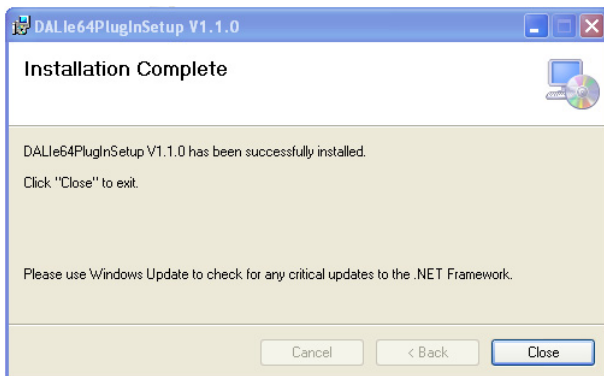 DALIe64PlugInSetup V1.1.0
Installation Complete
DALIe64PlugInSetup V1.1.0 has been successfully installed.
Click "Close" to exit.
Please use Windows Update to check for any critical updates to the .NET Framework.
Cancel
< Back
Close